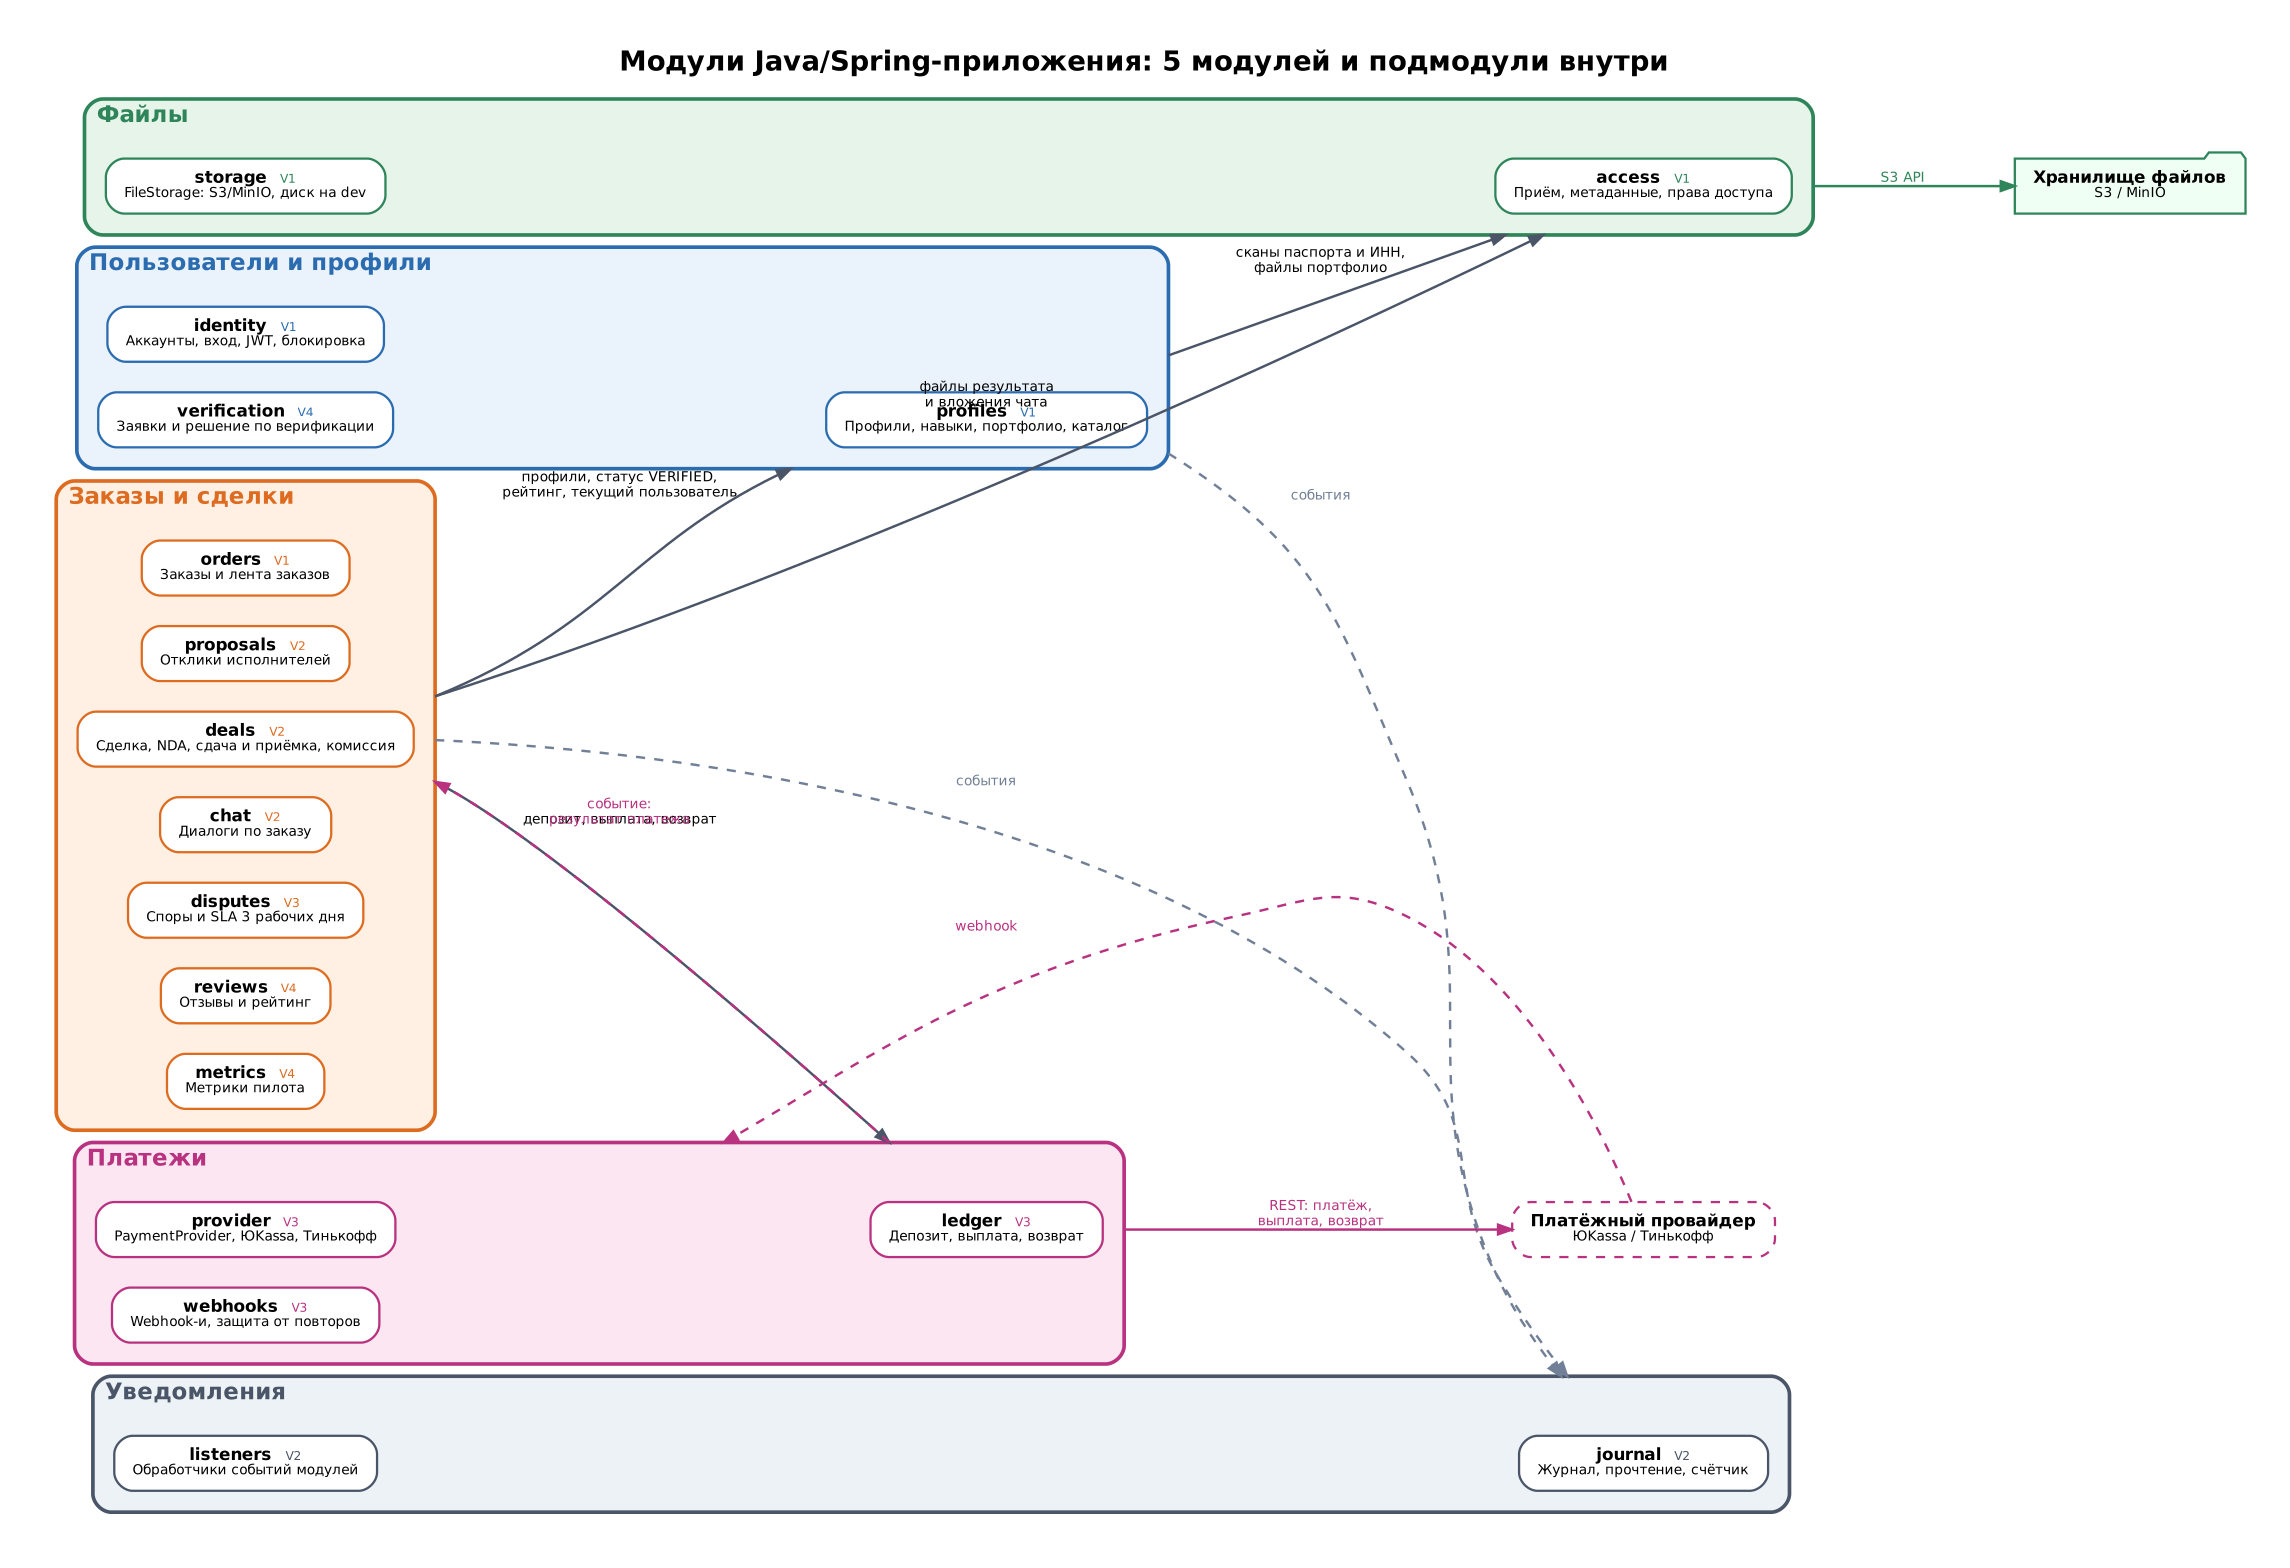 Модули Java/Spring-приложения: 5 модулей и подмодули внутри
Файлы
storage V1
FileStorage: S3/MinIO, диск на dev
access V1
Приём, метаданные, права доступа
S3 API
Хранилище файлов
S3 / MinIO
сканы паспорта и ИНН,
файлы портфолио
Пользователи и профили
identity V1
Аккаунты, вход, JWT, блокировка
verification V4
Заявки и решение по верификации
файлы результата
и вложения чата
profiles V1
Профили, навыки, портфолио, каталог
профили, статус VERIFIED,
рейтинг, текущий пользователь
события
Заказы и сделки
orders V1
Заказы и лента заказов
proposals V2
Отклики исполнителей
deals V2
Сделка, NDA, сдача и приёмка, комиссия
события
chat V2
Диалоги по заказу
событие:
депозит, выплата, возврат
disputes V3
Споры и SLA 3 рабочих дня
webhook
reviews V4
Отзывы и рейтинг
metrics V4
Метрики пилота
Платежи
provider V3
PaymentProvider, ЮKassa, Тинькофф
ledger V3
Депозит, выплата, возврат
REST: платёж,
выплата, возврат
Платёжный провайдер
ЮKassa / Тинькофф
webhooks V3
Webhook-и, защита от повторов
Уведомления
listeners V2
Обработчики событий модулей
journal V2
Журнал, прочтение, счётчик